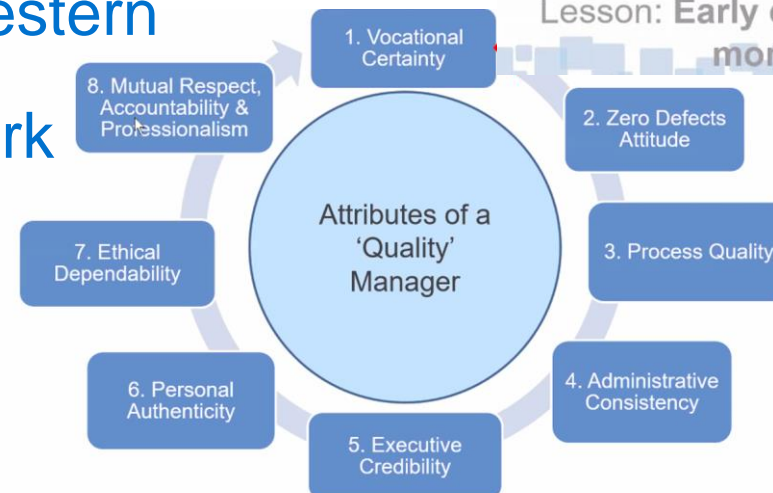 estern
rk
Lesson: Early
mor
1. Vocational
Certainty
2. Zero Defects
Attitude
3. Process Quality
4. Administrative
Consistency
5. Executive
Credibility
6. Personal
Authenticity
7. Ethical
Dependability
8. Mutual Respect,
Accountability &
Professionalism
Attributes of a
‘Quality’
Manager